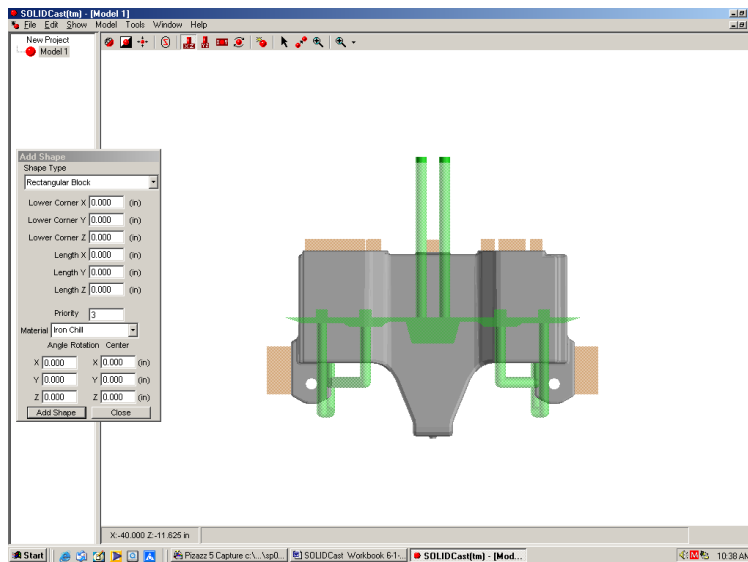 SOLIDCast(tm) - [Model 1]
File Edit Show Model Tools Window Help
New Project
Model 1
Add Shape
Shape Type
Rectangular Block
Lower Corner X 0.000 (in)
Lower Corner Y 0.000 (in)
Lower Corner Z 0.000 (in)
Length X 0.000 (in)
Length Y 0.000 (in)
Length Z 0.000 (in)
Priority 3
Material Iron Chill
Angle Rotation Center
X 0.000 X 0.000 (in)
Y 0.000 Y 0.000 (in)
Z 0.000 Z 0.000 (in)
Add Shape Close
X:-40.000 Z:-11.625 in
Start Pizazz 5 Capture c:\...\sp0... SOLIDCast Workbook 6-1-... SOLIDCast(tm) - [Mod... M 10:38 AM